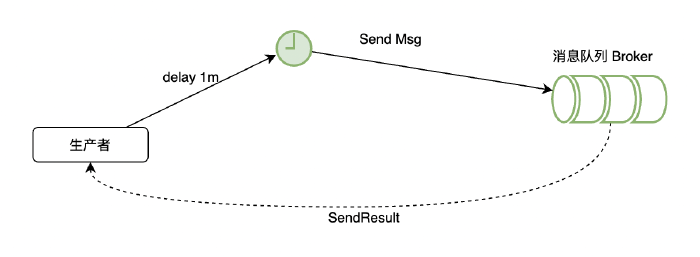 Send Msg
消息队列 Broker
delay 1m
生产者
SendResult